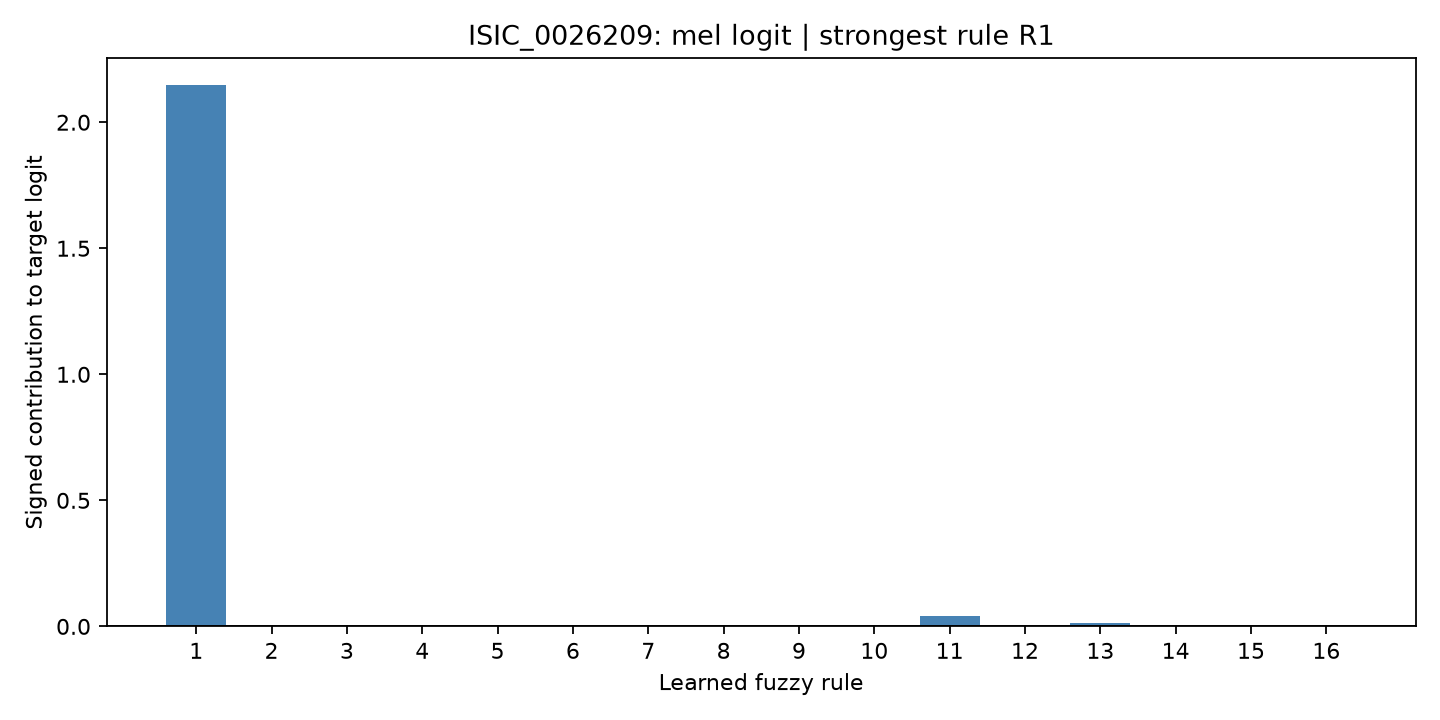 ISIC_0026209: mel logit | strongest rule R1
Signed contribution to target logit
2.0
1.5
1.0
0.5
0.0
1 2 3 4 5 6 7 8 9 10 11 12 13 14 15 16
Learned fuzzy rule